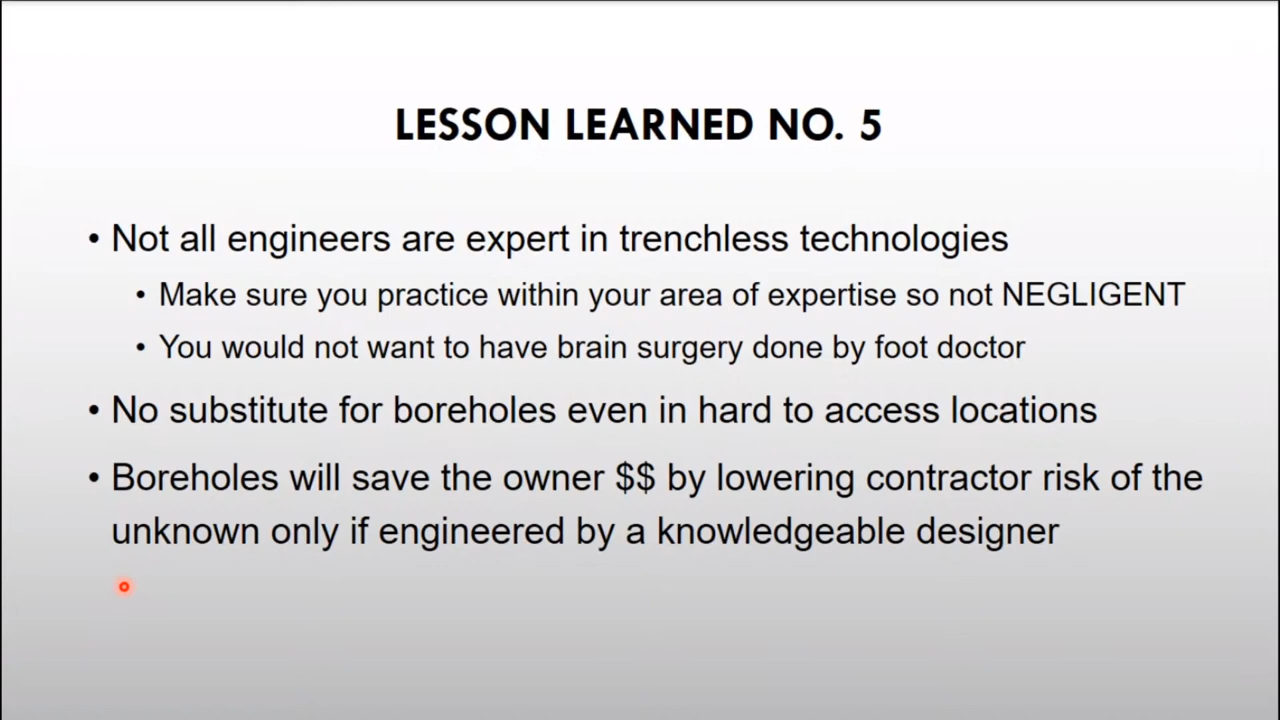 LESSON LEARNED NO. 5
• Not all engineers are expert in trenchless technologies
• Make sure you practice within your area of expertise so not NEGLIGENT
• You would not want to have brain surgery done by foot doctor
• No substitute for boreholes even in hard to access locations
• Boreholes will save the owner $$ by lowering contractor risk of the
unknown only if engineered by a knowledgeable designer